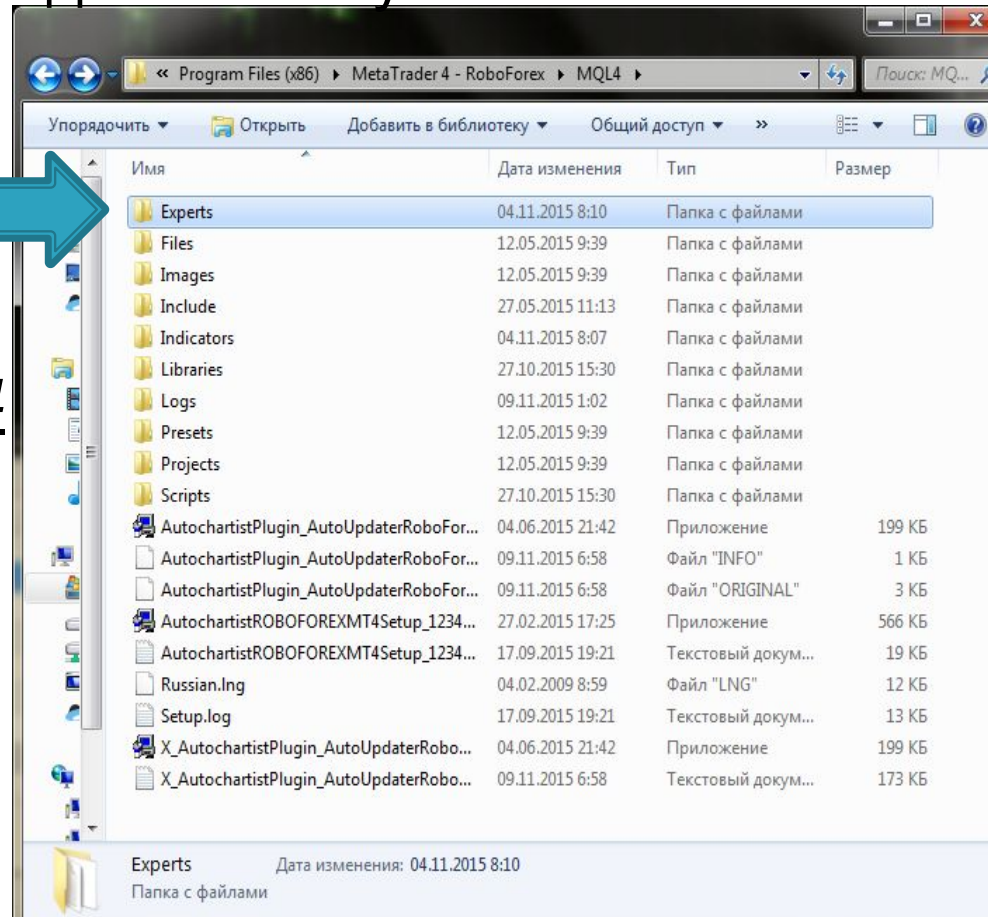 « Program Files (x86) ▸ MetaTrader 4 - RoboForex ▸ MQL4 ▸ Поиск: MQ...
Упорядочить Открыть Добавить в библиотеку Общий доступ »
Имя Дата изменения Тип Размер
Experts 04.11.2015 8:10 Папка с файлами
Files 12.05.2015 9:39 Папка с файлами
Images 12.05.2015 9:39 Папка с файлами
Include 27.05.2015 11:13 Папка с файлами
Indicators 04.11.2015 8:07 Папка с файлами
Libraries 27.10.2015 15:30 Папка с файлами
Logs 09.11.2015 1:02 Папка с файлами
Presets 12.05.2015 9:39 Папка с файлами
Projects 12.05.2015 9:39 Папка с файлами
Scripts 27.10.2015 15:30 Папка с файлами
AutochartistPlugin_AutoUpdaterRoboFor... 04.06.2015 21:42 Приложение 199 КБ
AutochartistPlugin_AutoUpdaterRoboFor... 09.11.2015 6:58 Файл "INFO" 1 КБ
AutochartistPlugin_AutoUpdaterRoboFor... 09.11.2015 6:58 Файл "ORIGINAL" 3 КБ
AutochartistROBOFOREXMT4Setup_1234... 27.02.2015 17:25 Приложение 566 КБ
AutochartistROBOFOREXMT4Setup_1234... 17.09.2015 19:21 Текстовый докум... 19 КБ
Russian.lng 04.02.2009 8:59 Файл "LNG" 12 КБ
Setup.log 17.09.2015 19:21 Текстовый докум... 13 КБ
X_AutochartistPlugin_AutoUpdaterRobo... 04.06.2015 21:42 Приложение 199 КБ
X_AutochartistPlugin_AutoUpdaterRobo... 09.11.2015 6:58 Текстовый докум... 173 КБ
Experts Дата изменения: 04.11.2015 8:10
Папка с файлами